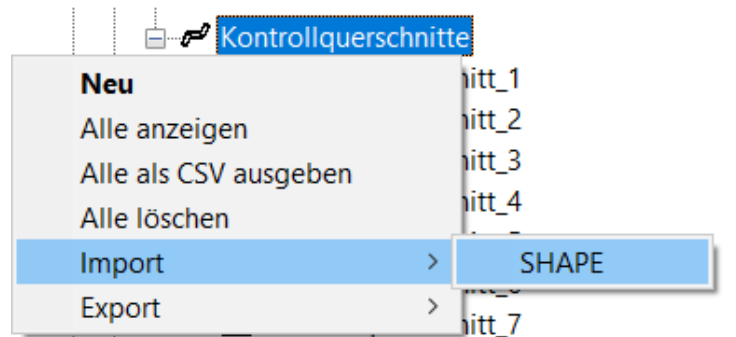 Kontrollquerschnitte
Neu
nitt_1
Alle anzeigen
nitt_2
Alle als CSV ausgeben
nitt_3
Alle löschen
nitt_4
Import
SHAPE
Export
nitt_7